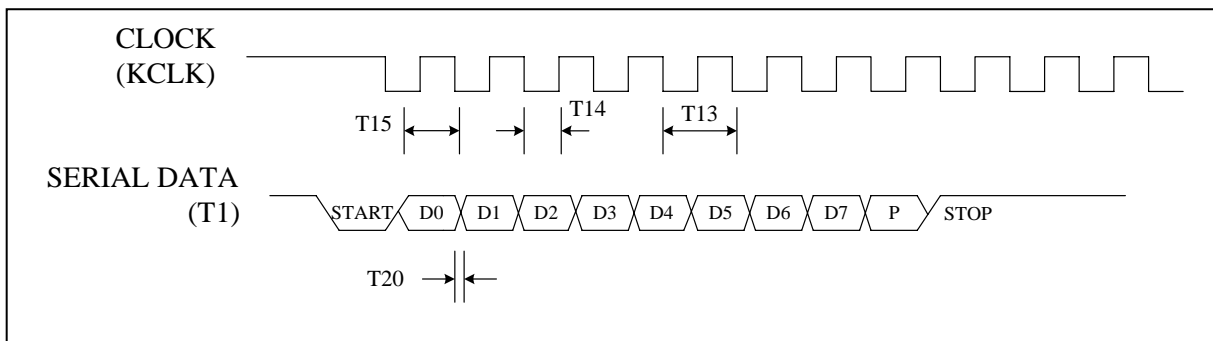 CLOCK
(KCLK)
T15
T14
T13
SERIAL DATA
(T1)
START D0 D1 D2 D3 D4 D5 D6 D7 P STOP
T20